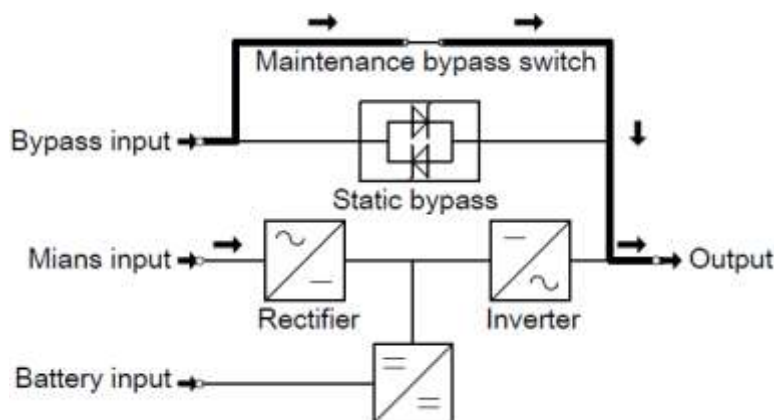 Maintenance bypass switch
Bypass input
Static bypass
Mians input
Output
Rectifier
Inverter
Battery input